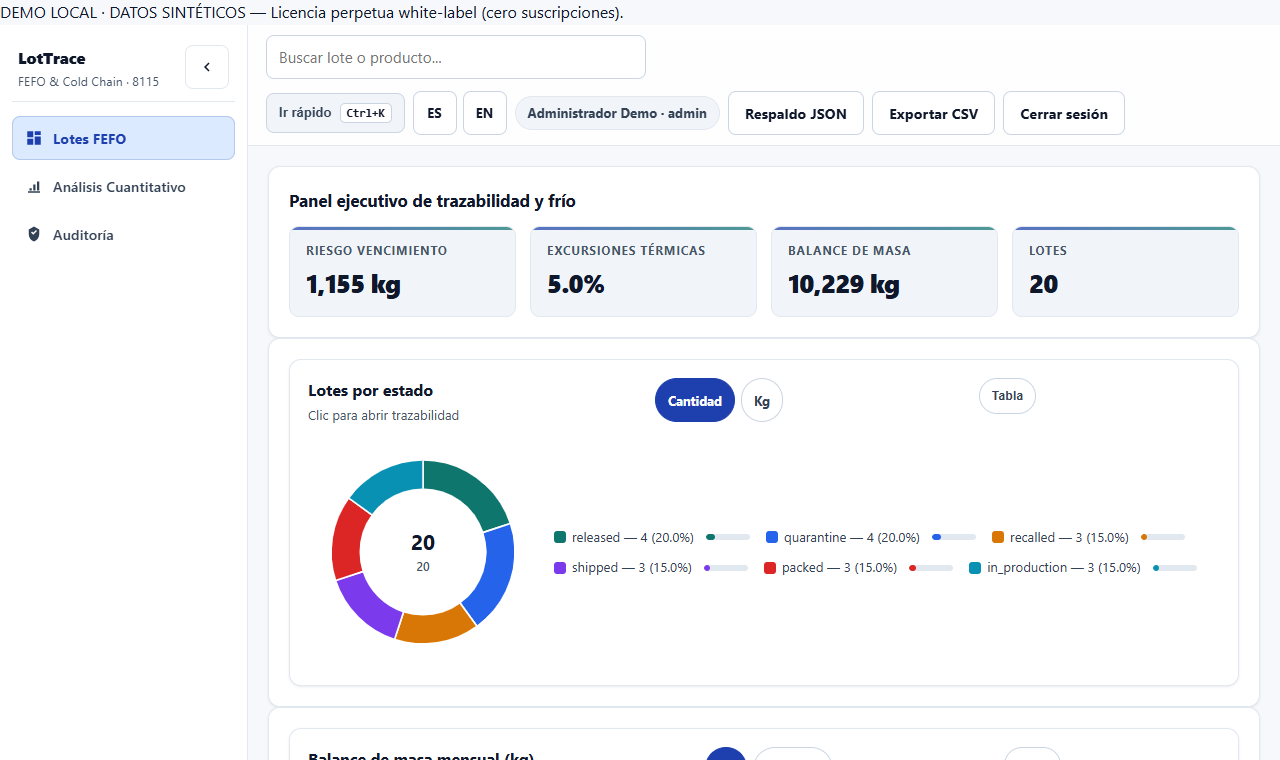 DEMO LOCAL · DATOS SINTÉTICOS — Licencia perpetua white-label (cero suscripciones).
LotTrace
FEFO & Cold Chain · 8115
Lotes FEFO
Análisis Cuantitativo
Auditoría
Buscar lote o producto...
Ir rápido Ctrl+K ES EN Administrador Demo · admin Respaldo JSON Exportar CSV Cerrar sesión
Panel ejecutivo de trazabilidad y frío
RIESGO VENCIMIENTO
1,155 kg
EXCURSIONES TÉRMICAS
5.0%
BALANCE DE MASA
10,229 kg
LOTES
20
Lotes por estado
Clic para abrir trazabilidad
Cantidad Kg Tabla
20
20
released — 4 (20.0%) quarantine — 4 (20.0%) recalled — 3 (15.0%)
shipped — 3 (15.0%) packed — 3 (15.0%) in_production — 3 (15.0%)
Balance de masa mensual (kg)